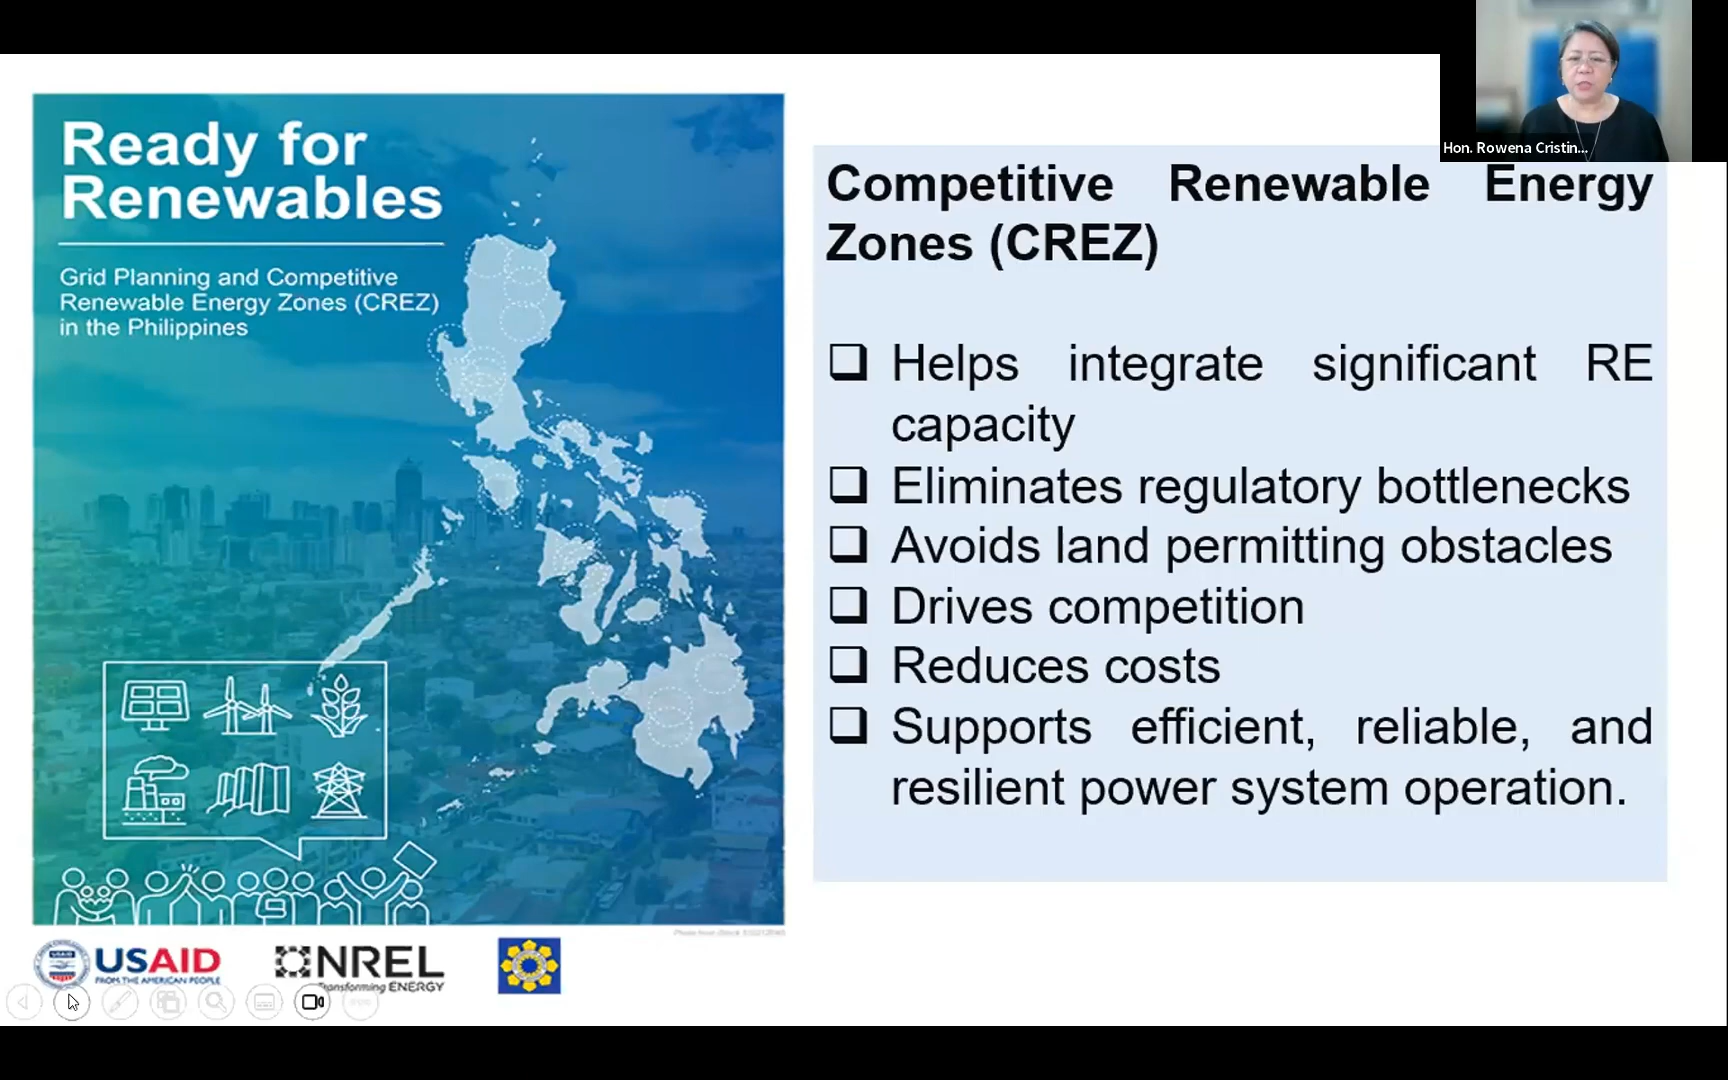 Ready for
Renewables
Grid Planning and Competitive
Renewable Energy Zones (CREZ)
in the Philippines
Hon. Rowena Cristin...
Competitive Renewable Energy
Zones (CREZ)
Helps integrate significant RE
capacity
Eliminates regulatory bottlenecks
Avoids land permitting obstacles
Drives competition
Reduces costs
Supports efficient, reliable, and
resilient power system operation.
USAID
FROM THE AMERICAN PEOPLE
NREL
Transforming ENERGY